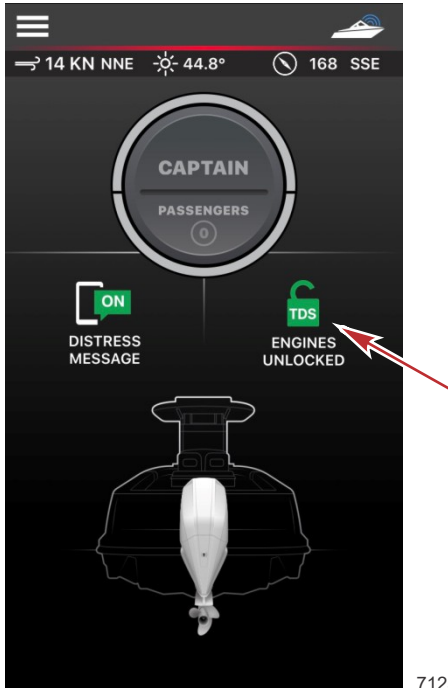 14 KN NNE 44.8° 168 SSE
CAPTAIN
PASSENGERS
0
ON
DISTRESS
MESSAGE
TDS
ENGINES
UNLOCKED
712